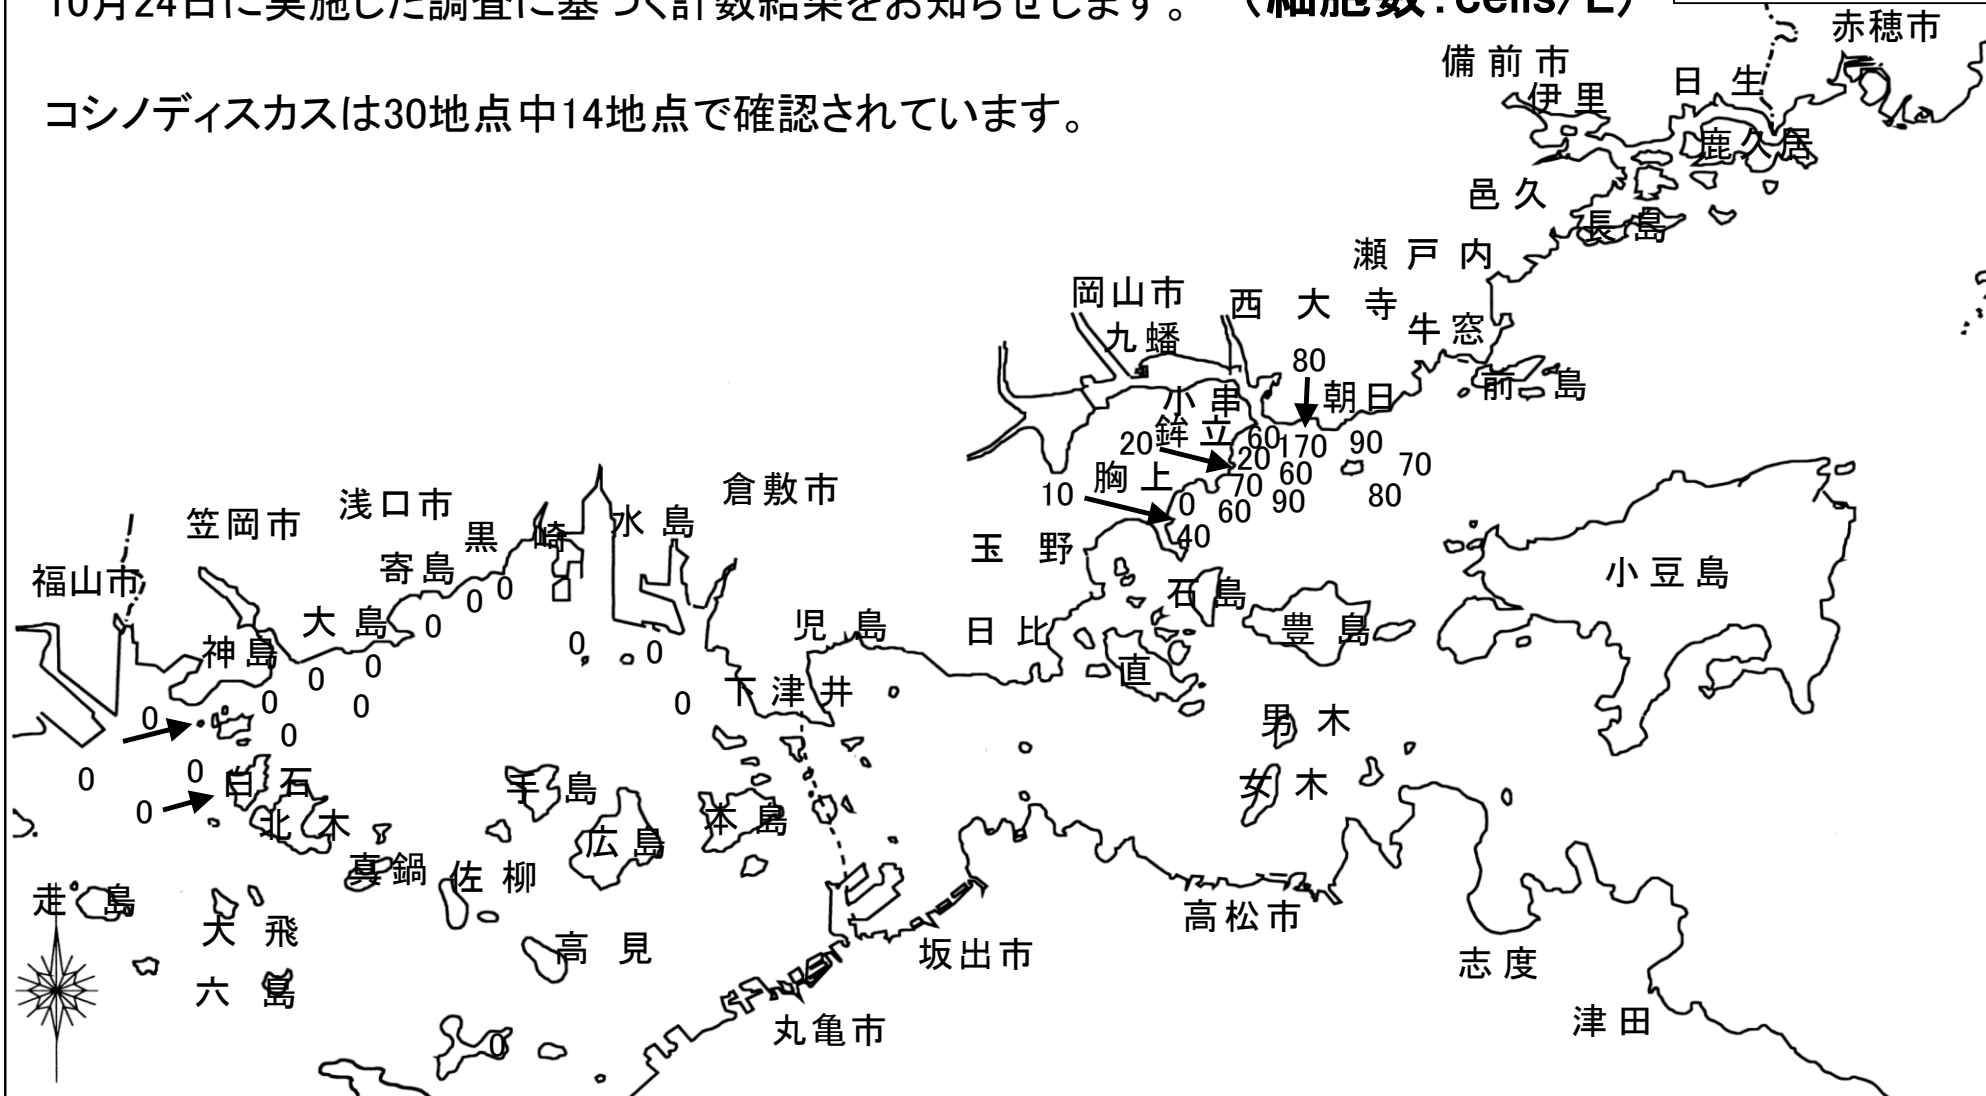 10月24日に実施した調査に基づく計数結果をお知らせします。 (細胞数:cells/L)
コシノディスカスは30地点中14地点で確認されています。
赤穂市
備前市
日生
伊里
鹿久居
邑久
長島
瀬戸内
岡山市
西大寺
九蟠
牛窓
80
前島
小串
朝日
20
鉾立
60
170
90
20
60
70
胸上
10
70
80
0
60
90
40
倉敷市
浅口市
笠岡市
水島
黒崎
玉野
寄島
福山市
小豆島
石島
0
0
0
大島
児島
日比
豊島
神島
0
0
0
0
直
0
0
0
0
下津井
0
男木
0
0
0
白石
手島
女木
0
北木
本島
広島
真鍋
佐柳
走島
高松市
大飛
高見
坂出市
志度
六島
津田
丸亀市
0